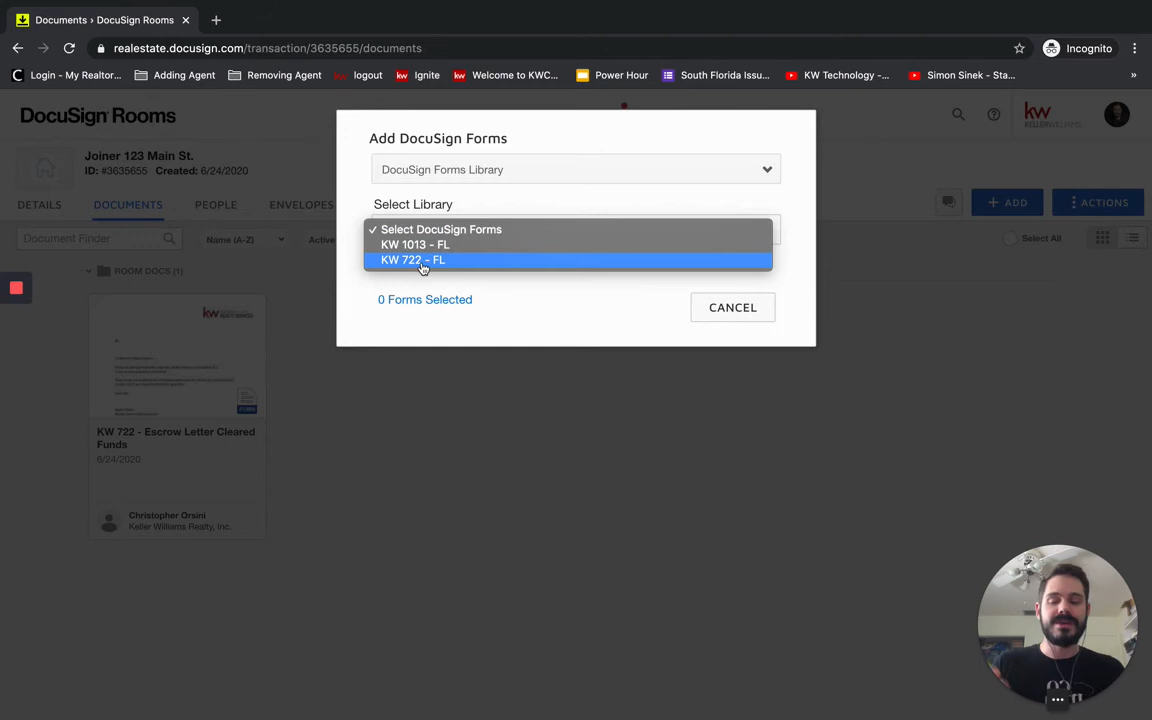 Documents › DocuSign Rooms
realestate.docusign.com/transaction/3635655/documents
Incognito
Login - My Realtor...
Adding Agent
Removing Agent
logout
Ignite
Welcome to KWC...
Power Hour
South Florida Issu...
KW Technology -...
Simon Sinek - Sta...
»
DocuSign Rooms
kw
KELLERWILLIAMS
Joiner 123 Main St.
ID: #3635655 Created: 6/24/2020
DETAILS
DOCUMENTS
PEOPLE
ENVELOPES
+ ADD
ACTIONS
Document Finder
Name (A-Z)
Active
Select All
ROOM DOCS (1)
Add DocuSign Forms
DocuSign Forms Library
Select Library
✓ Select DocuSign Forms
KW 1013 - FL
KW 722 - FL
0 Forms Selected
CANCEL
kw
KW 722 - Escrow Letter Cleared
Funds
6/24/2020
Christopher Orsini
Keller Williams Realty, Inc.